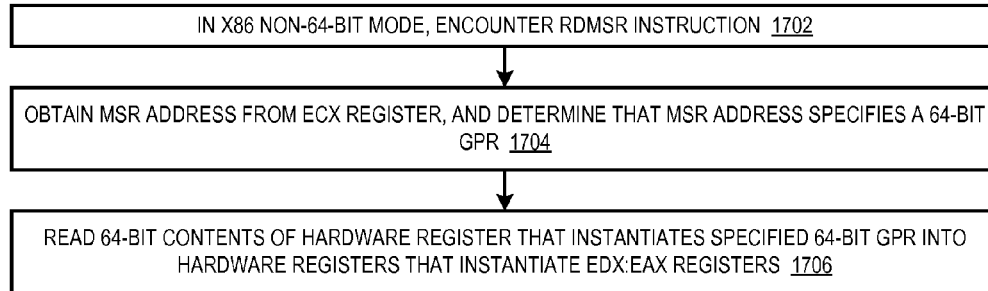 IN X86 NON-64-BIT MODE, ENCOUNTER RDMSR INSTRUCTION 1702
OBTAIN MSR ADDRESS FROM ECX REGISTER, AND DETERMINE THAT MSR ADDRESS SPECIFIES A 64-BIT
GPR 1704
READ 64-BIT CONTENTS OF HARDWARE REGISTER THAT INSTANTIATES SPECIFIED 64-BIT GPR INTO
HARDWARE REGISTERS THAT INSTANTIATE EDX:EAX REGISTERS 1706